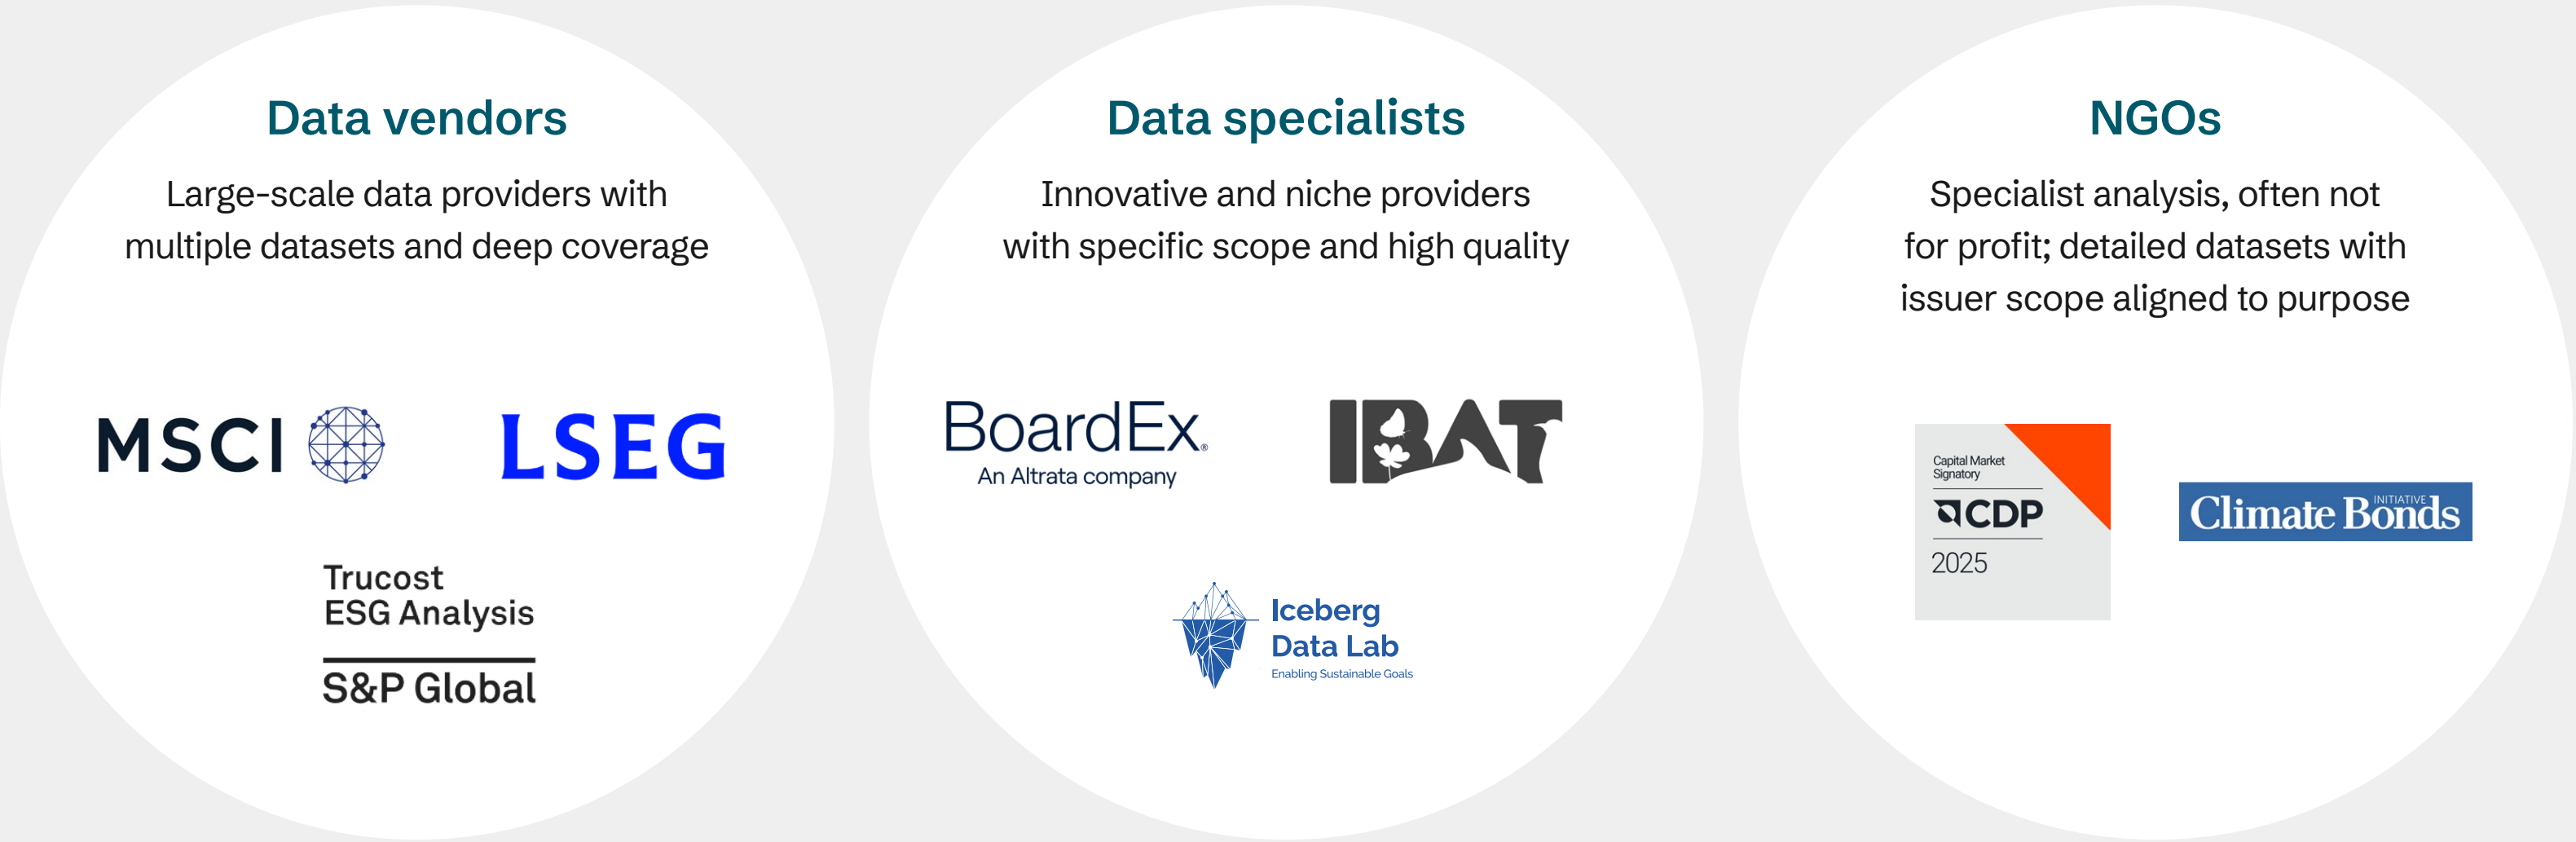 Data vendors
Large-scale data providers with
multiple datasets and deep coverage
MSCI
LSEG
Trucost
ESG Analysis
S&P Global
Data specialists
Innovative and niche providers
with specific scope and high quality
BoardEx®
An Altrata company
IBAT
Iceberg
Data Lab
Enabling Sustainable Goals
NGOs
Specialist analysis, often not
for profit; detailed datasets with
issuer scope aligned to purpose
Capital Market
Signatory
CDP
2025
Climate Bonds
INITIATIVE